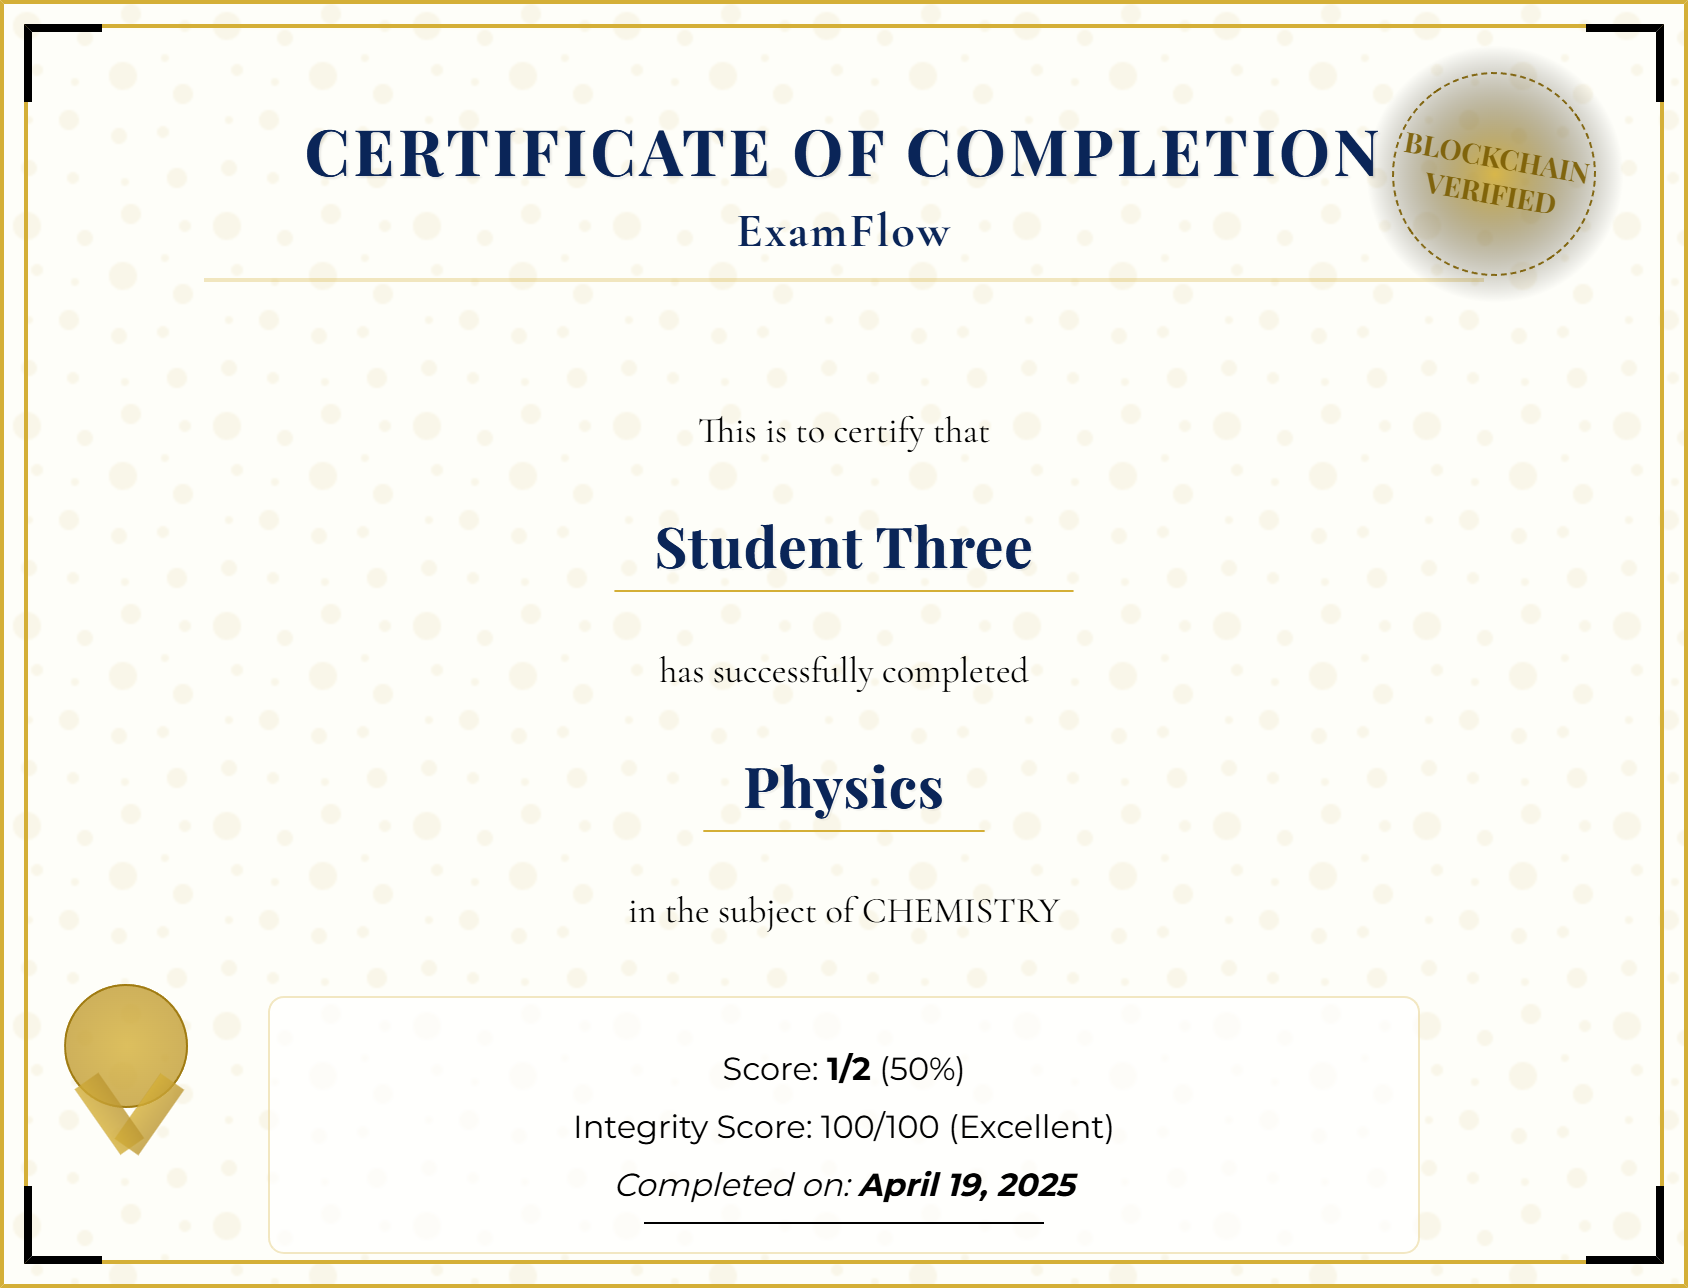 CERTIFICATE OF COMPLETION
BLOCKCHAIN
VERIFIED
ExamFlow
This is to certify that
Student Three
has successfully completed
Physics
in the subject of CHEMISTRY
Score: 1/2 (50%)
Integrity Score: 100/100 (Excellent)
Completed on: April 19, 2025